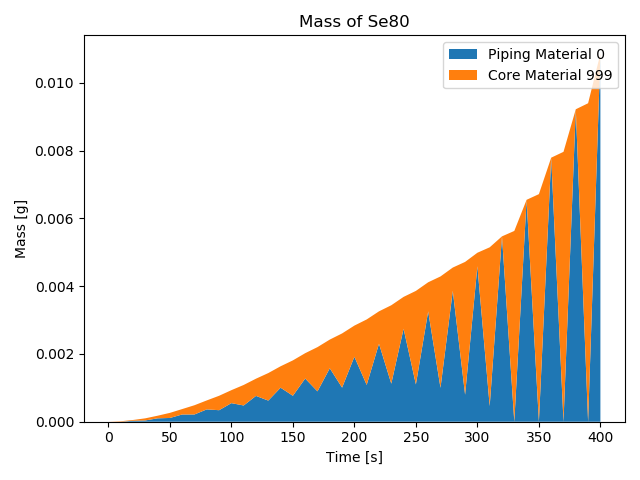 Mass of Se80
Piping Material 0
Core Material 999
Mass [g]
0.010
0.008
0.006
0.004
0.002
0.000
0 50 100 150 200 250 300 350 400
Time [s]